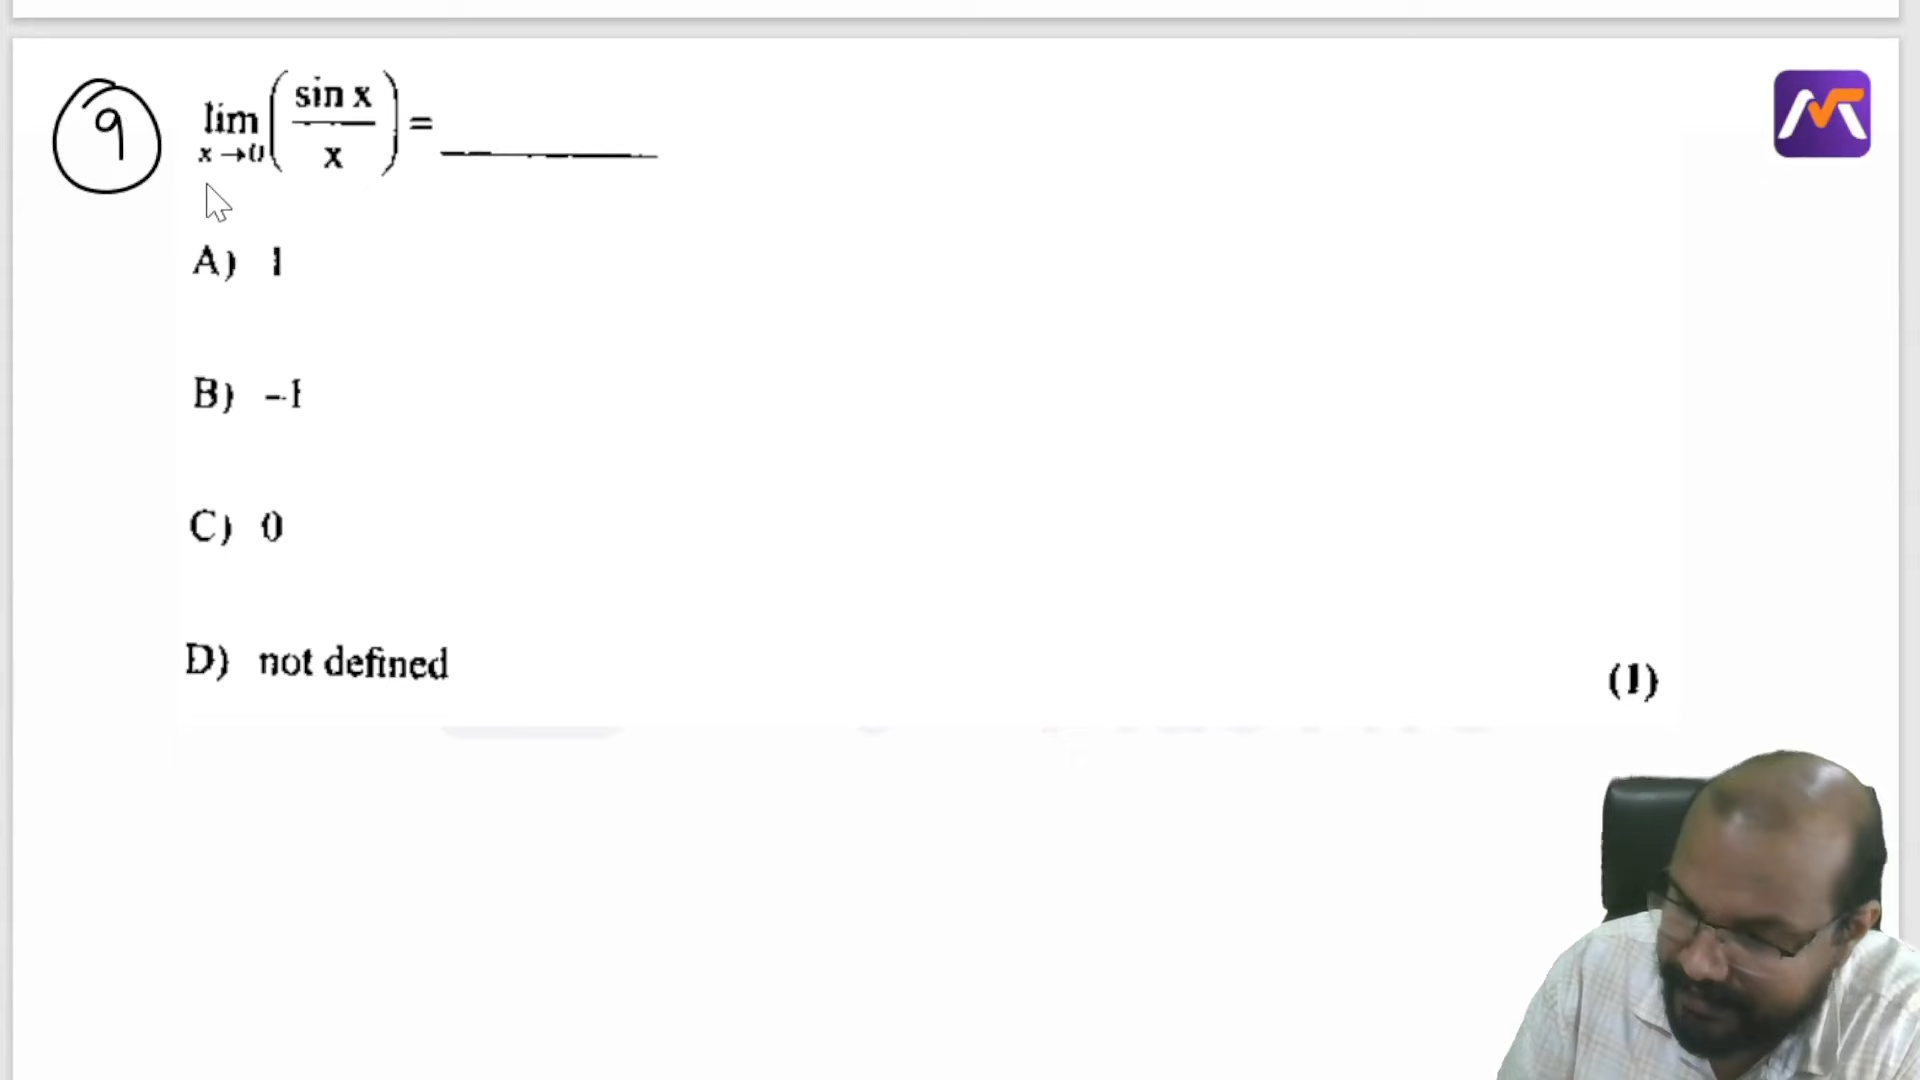 9
lim x→0 (sin x / x) = ________
A) 1
B) -1
C) 0
D) not defined
(1)